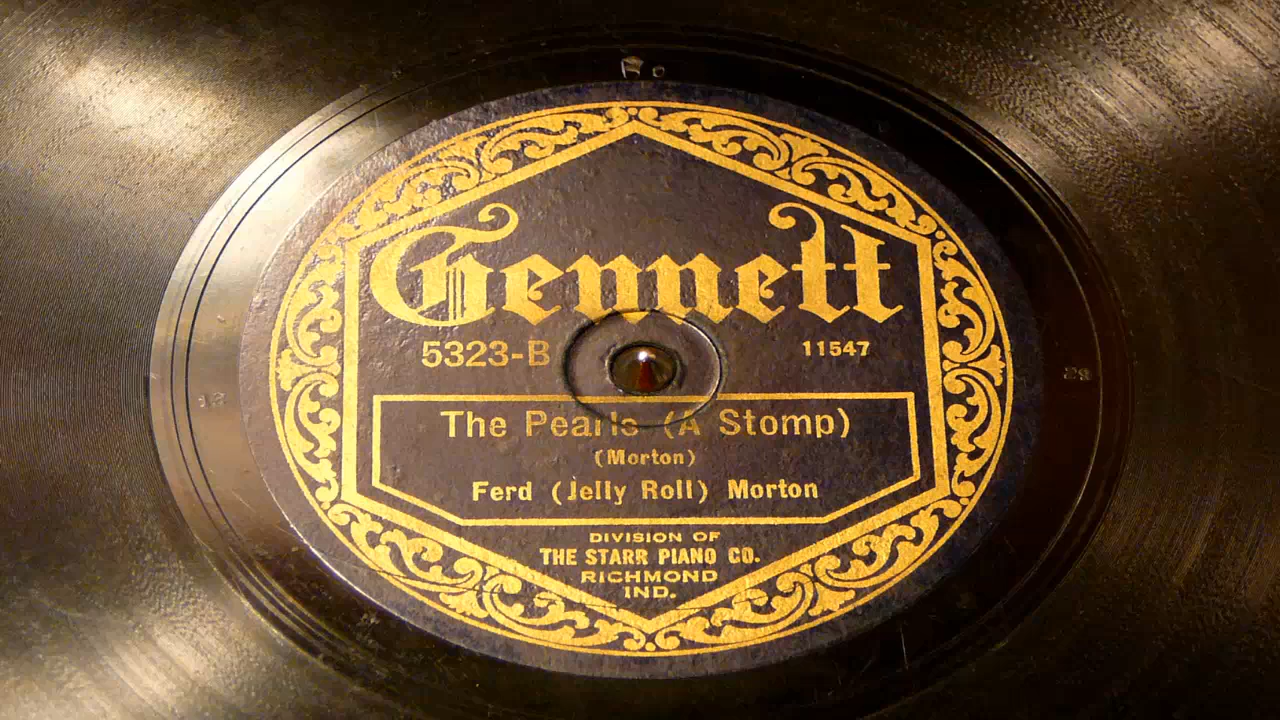 Gennett
5323-B 11547
The Pearls (A Stomp)
(Morton)
Ferd (Jelly Roll) Morton
DIVISION OF
THE STARR PIANO CO.
RICHMOND
IND.